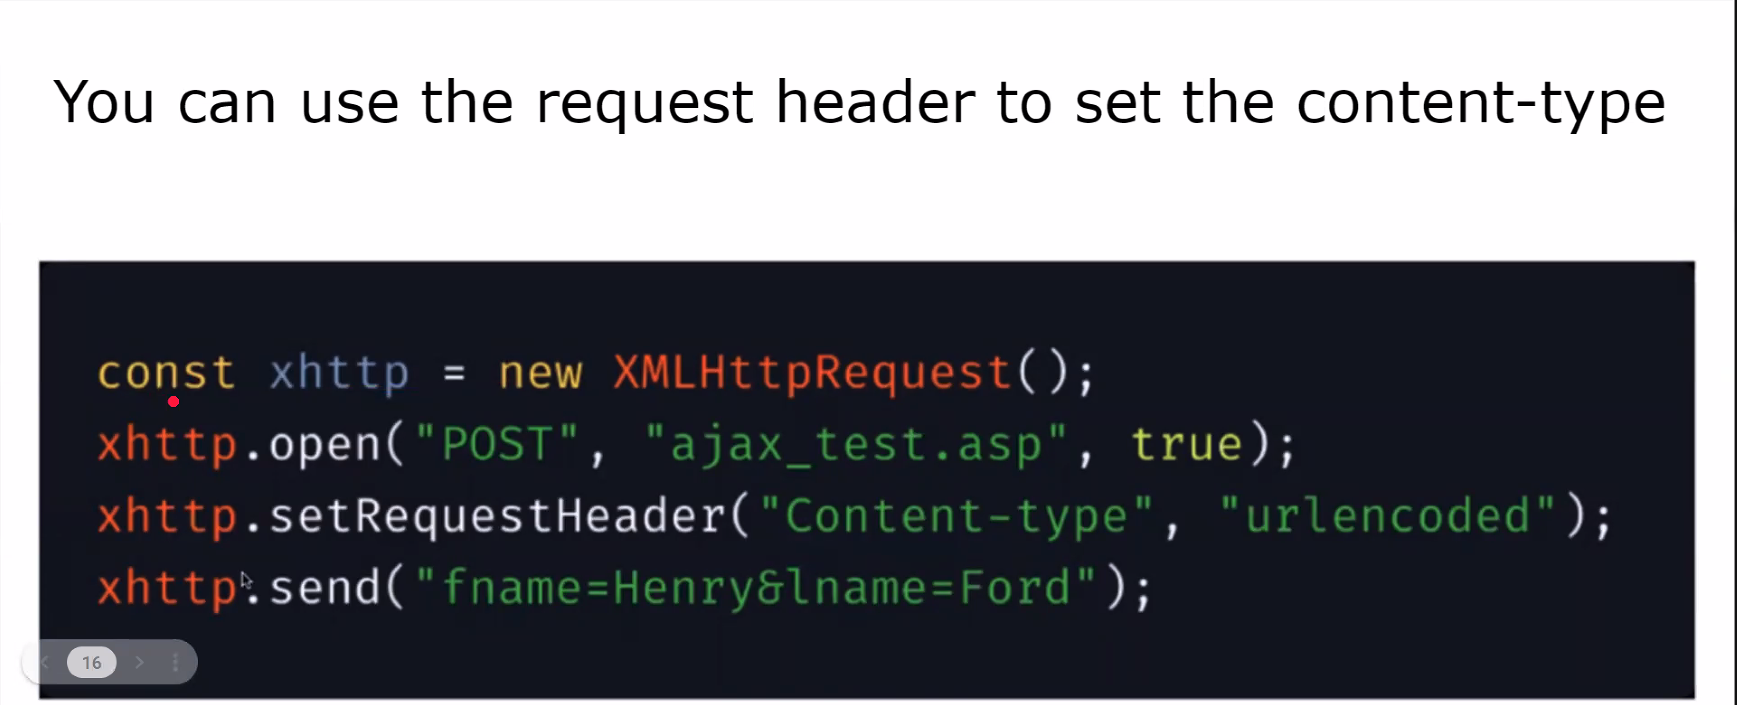 You can use the request header to set the content-type
const xhttp = new XMLHttpRequest();
xhttp.open("POST", "ajax_test.asp", true);
xhttp.setRequestHeader("Content-type", "urlencoded");
xhttp.send("fname=Henry&lname=Ford");
16